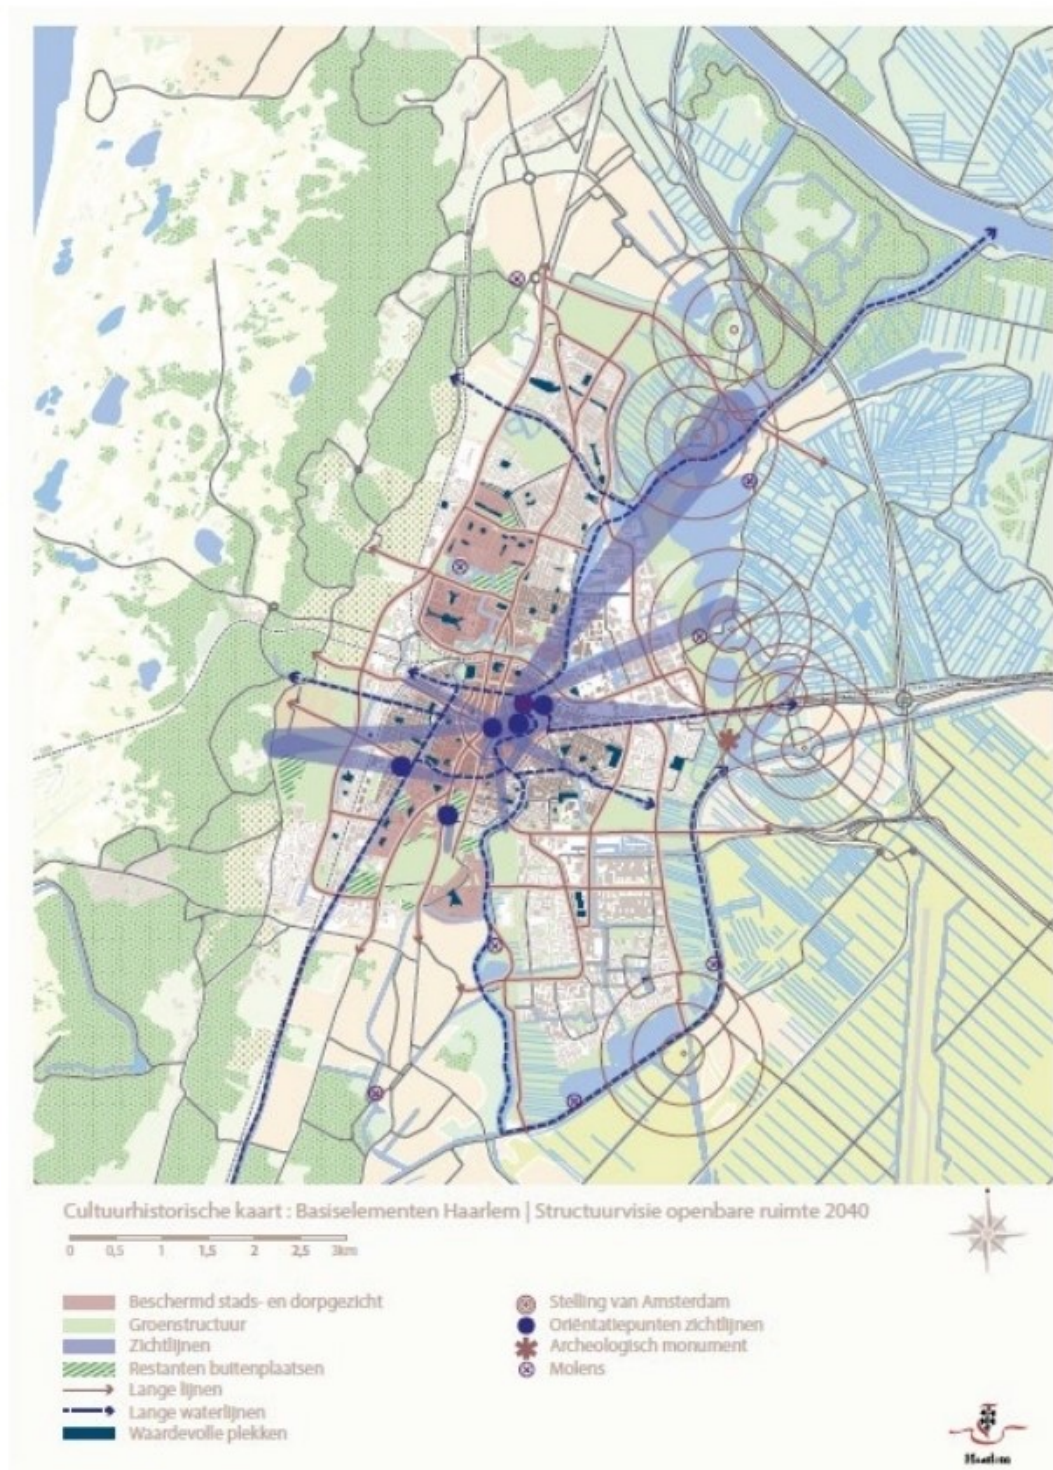 Cultuurhistorische kaart : Basiselementen Haarlem | Structuurvisie openbare ruimte 2040
0 0,5 1 1,5 2 2,5 3km
Beschermd stads- en dorpgezicht
Groenstructuur
Zichtlijnen
Restanten buitenplaatsen
Lange lijnen
Lange waterlijnen
Waardevolle plekken
Stelling van Amsterdam
Oriëntatiepunten zichtlijnen
Archeologisch monument
Molens
Haarlem